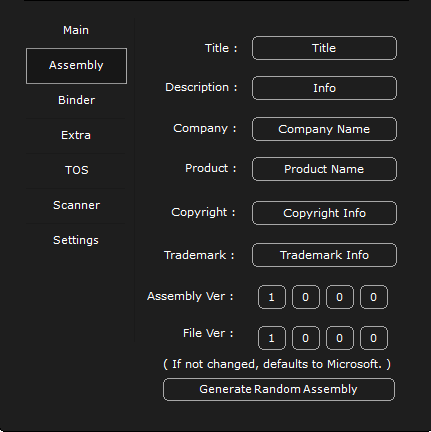 Main
Assembly
Binder
Extra
TOS
Scanner
Settings
Title : Title
Description : Info
Company : Company Name
Product : Product Name
Copyright : Copyright Info
Trademark : Trademark Info
Assembly Ver : 1 0 0 0
File Ver : 1 0 0 0
( If not changed, defaults to Microsoft. )
Generate Random Assembly